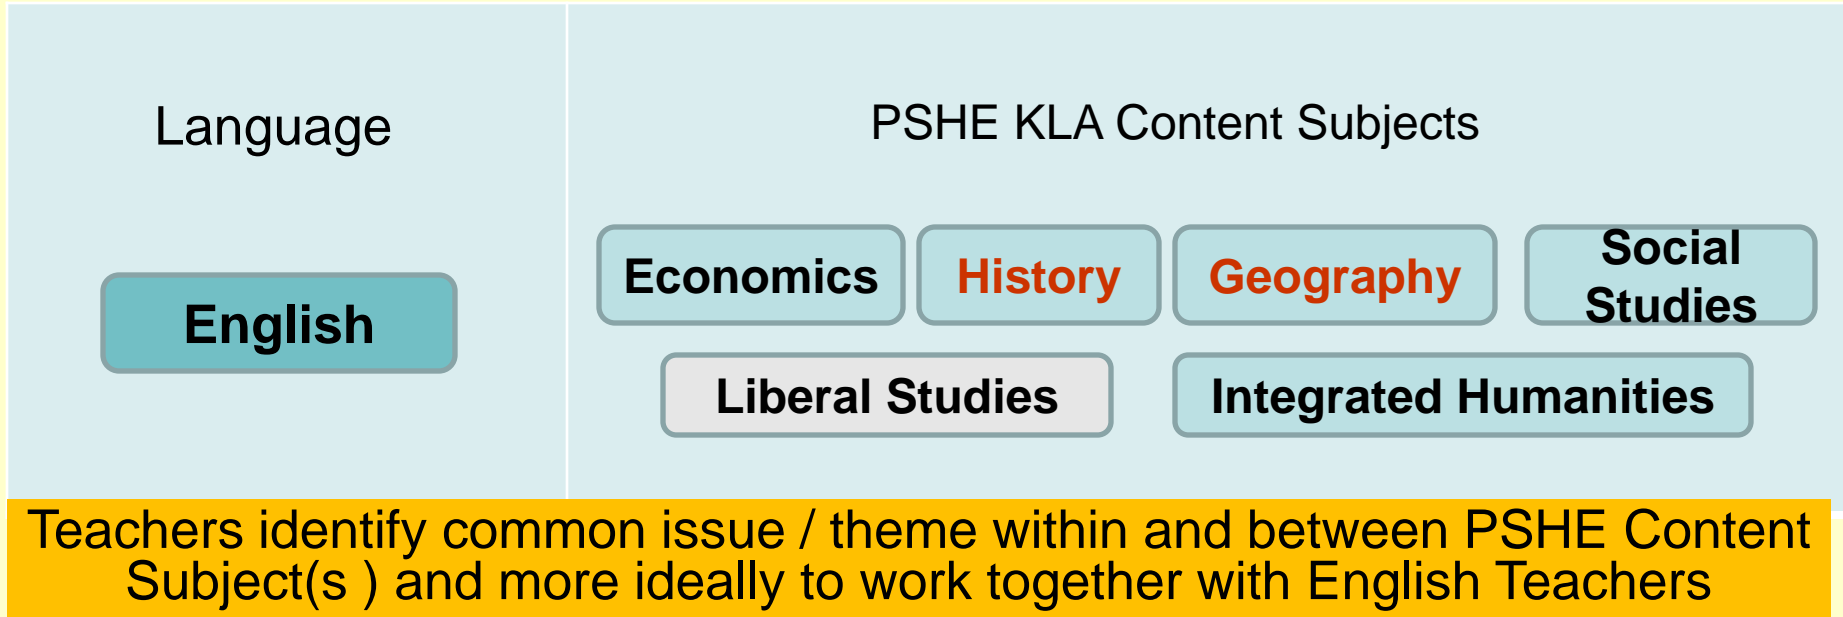 Language
PSHE KLA Content Subjects
English
Economics
History
Geography
Social
Studies
Liberal Studies
Integrated Humanities
Teachers identify common issue / theme within and between PSHE Content
Subject(s ) and more ideally to work together with English Teachers